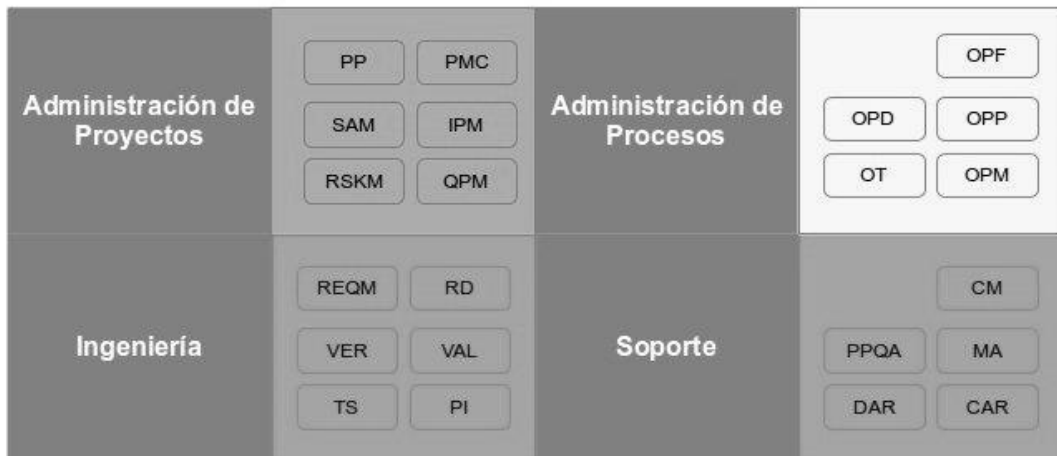 Administración de
Proyectos
PP PMC
SAM IPM
RSKM QPM
Administración de
Procesos
OPF
OPD OPP
OT OPM
Ingeniería
REQM RD
VER VAL
TS PI
Soporte
CM
PPQA MA
DAR CAR